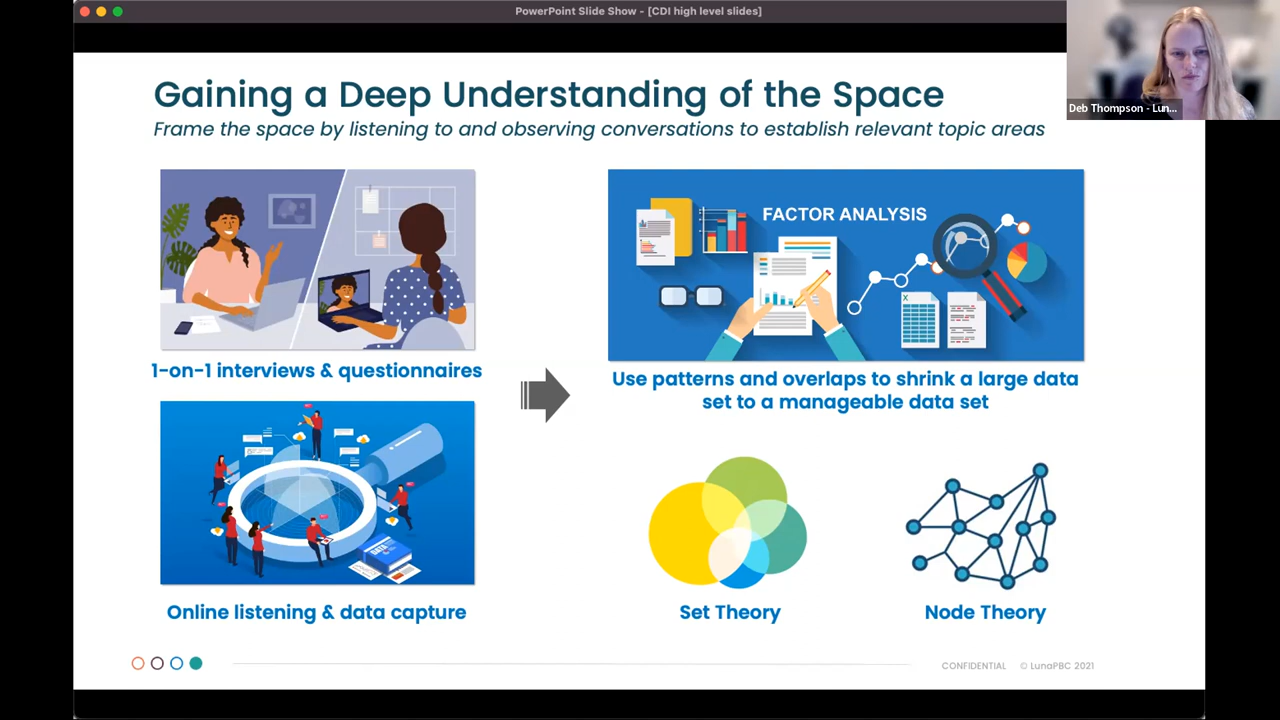 PowerPoint Slide Show - [CDI high level slides]
Deb Thompson - Lun...
Gaining a Deep Understanding of the Space
Frame the space by listening to and observing conversations to establish relevant topic areas
FACTOR ANALYSIS
X
1-on-1 interviews & questionnaires
Use patterns and overlaps to shrink a large data
set to a manageable data set
DATA
Online listening & data capture
Set Theory
Node Theory
CONFIDENTIAL © LunaPBC 2021